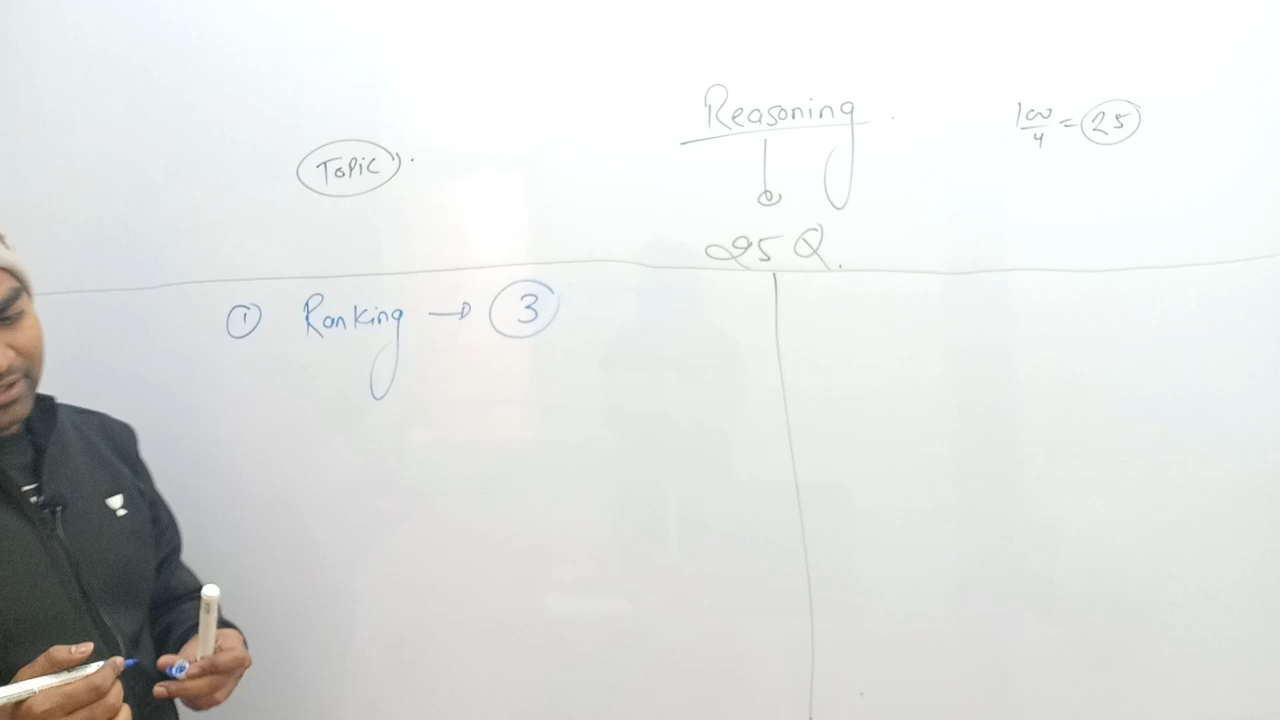 Reasoning.
100/4 = 25
Topic
25 Q.
① Ranking → 3